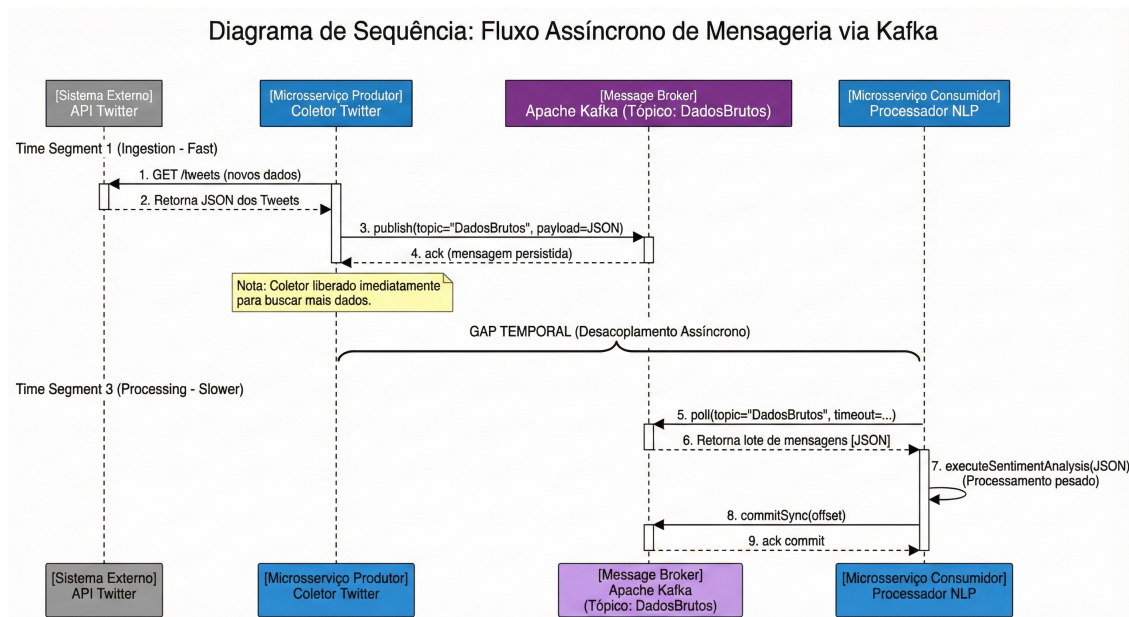 Diagrama de Sequência: Fluxo Assíncrono de Mensageria via Kafka
[Sistema Externo]
API Twitter
[Microsserviço Produtor]
Coletor Twitter
[Message Broker]
Apache Kafka (Tópico: DadosBrutos)
[Microsserviço Consumidor]
Processador NLP
Time Segment 1 (Ingestion - Fast)
1. GET /tweets (novos dados)
2. Retorna JSON dos Tweets
3. publish(topic="DadosBrutos", payload=JSON)
4. ack (mensagem persistida)
Nota: Coletor liberado imediatamente
para buscar mais dados.
GAP TEMPORAL (Desacoplamento Assíncrono)
Time Segment 3 (Processing - Slower)
5. poll(topic="DadosBrutos", timeout=...)
6. Retorna lote de mensagens [JSON]
7. executeSentimentAnalysis(JSON)
(Processamento pesado)
8. commitSync(offset)
9. ack commit
[Sistema Externo]
API Twitter
[Microsserviço Produtor]
Coletor Twitter
[Message Broker]
Apache Kafka
(Tópico: DadosBrutos)
[Microsserviço Consumidor]
Processador NLP